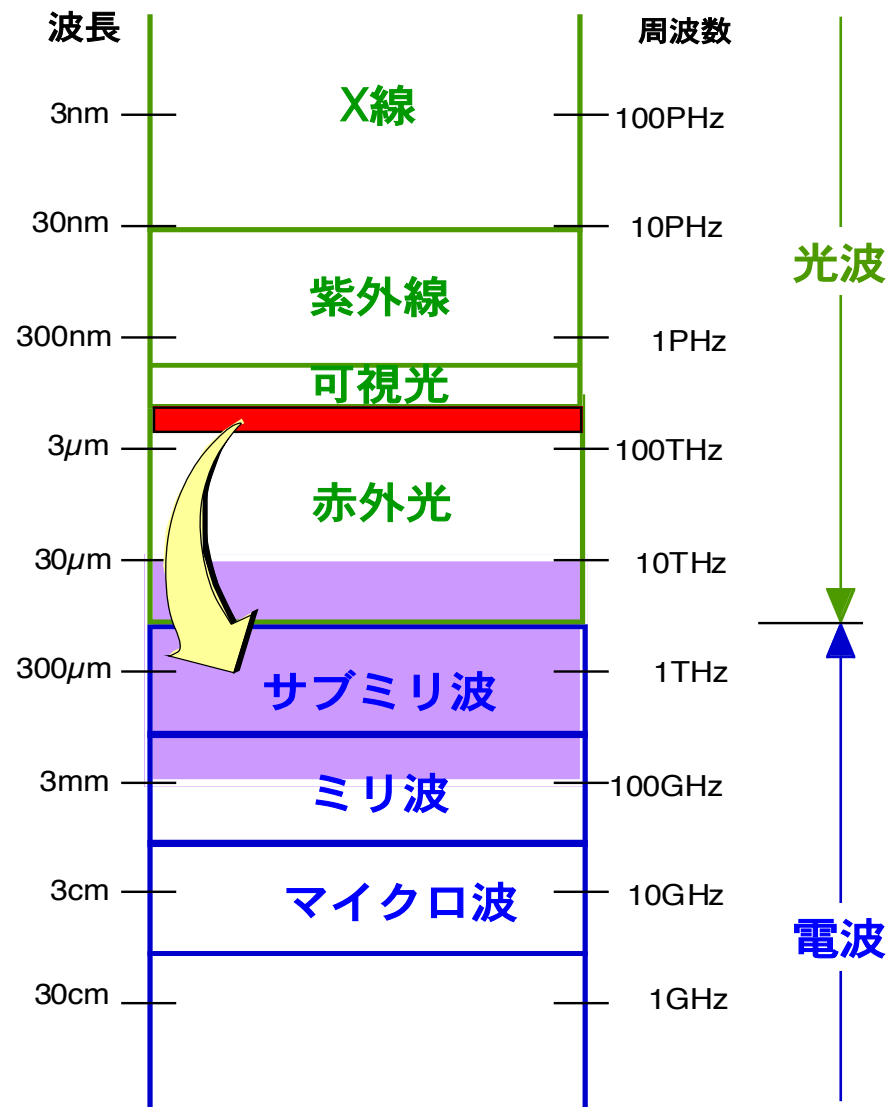 波長
周波数
X線
3nm
100PHz
30nm
10PHz
光波
紫外線
300nm
1PHz
可視光
3µm
100THz
赤外光
30µm
10THz
300µm
1THz
サブミリ波
3mm
100GHz
ミリ波
3cm
10GHz
マイクロ波
電波
30cm
1GHz